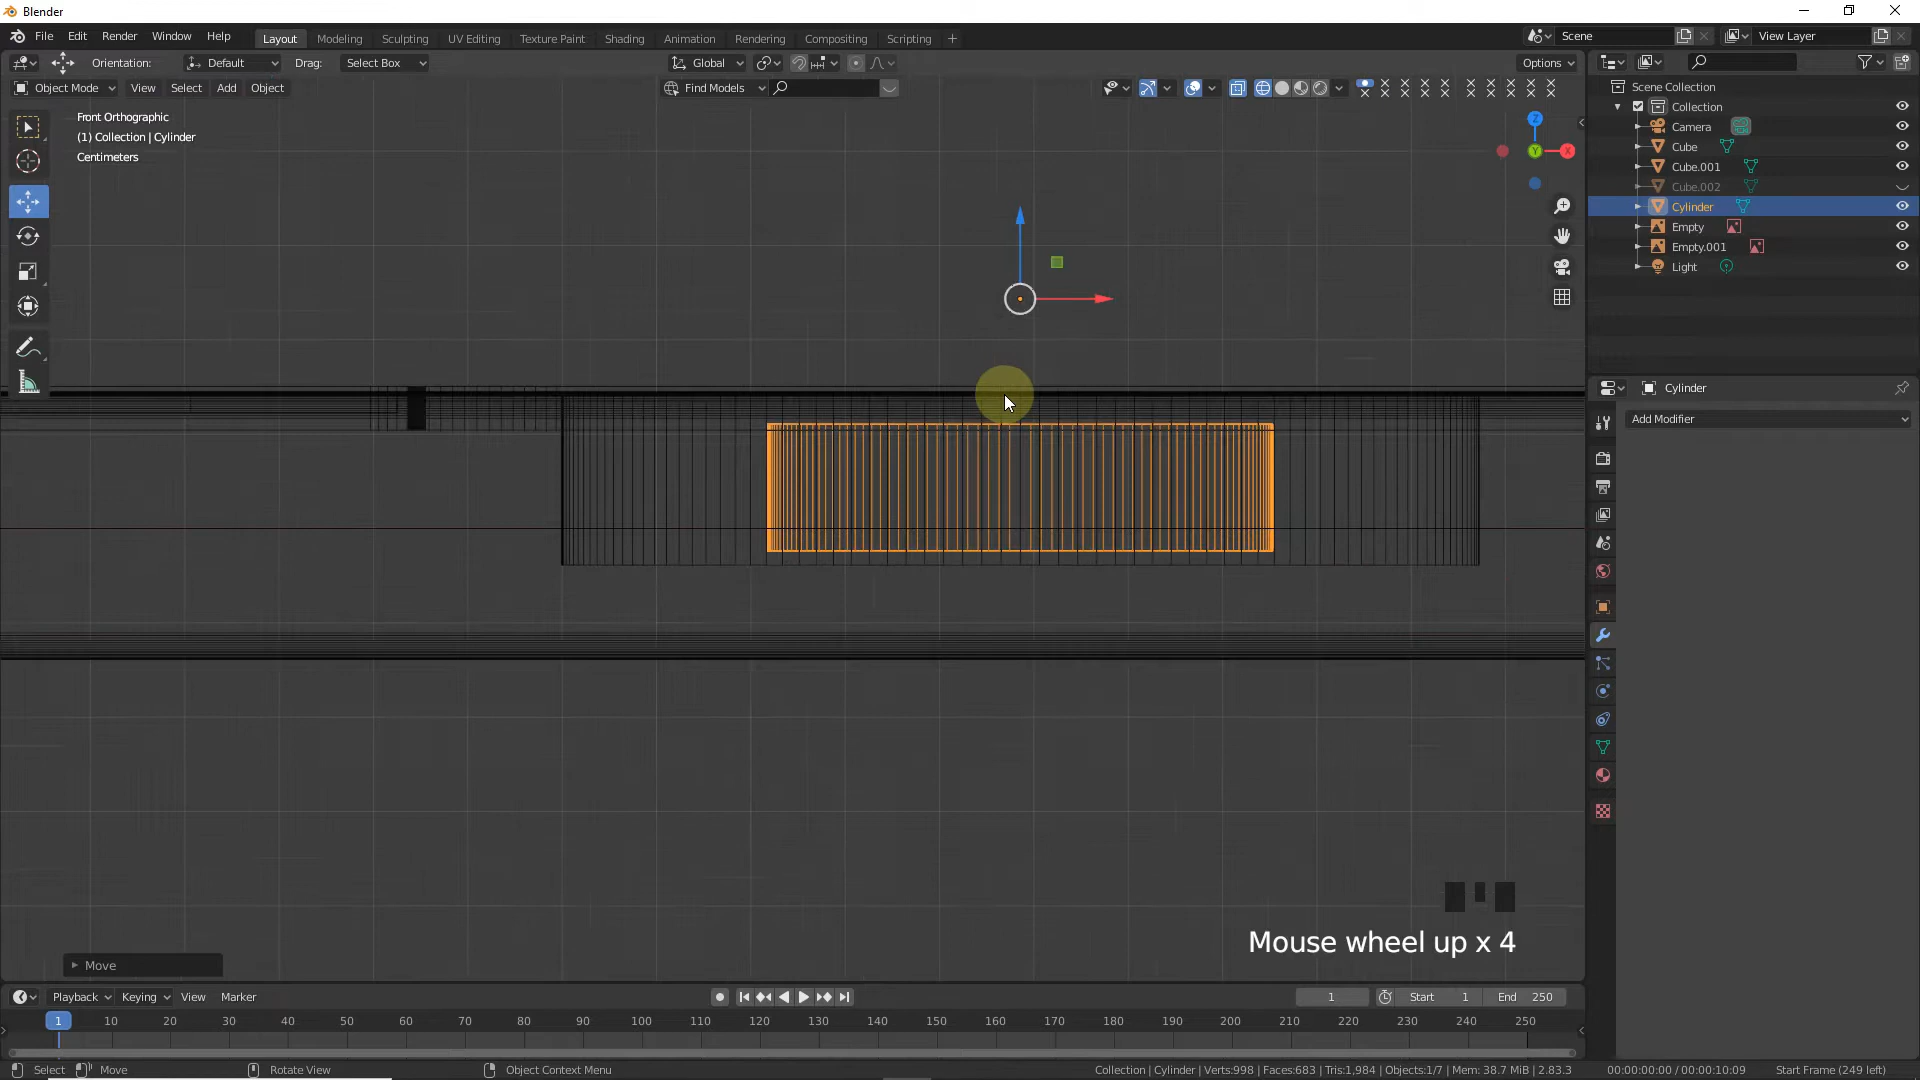 Blender
File Edit Render Window Help
Layout Modeling Sculpting UV Editing Texture Paint Shading Animation Rendering Compositing Scripting
Scene View Layer
Orientation: Default Drag: Select Box Global Options
Object Mode View Select Add Object Find Models
Front Orthographic
(1) Collection | Cylinder
Centimeters
Z
Y
X
Scene Collection
Collection
Camera
Cube
Cube.001
Cube.002
Cylinder
Empty
Empty.001
Light
Cylinder
Add Modifier
Mouse wheel up x 4
Move
Playback Keying View Marker
1 Start 1 End 250
1 10 20 30 40 50 60 70 80 90 100 110 120 130 140 150 160 170 180 190 200 210 220 230 240 250
Select Move Rotate View Object Context Menu Collection | Cylinder | Verts:998 | Faces:683 | Tris:1,984 | Objects:1/7 | Mem: 38.7 MiB | 2.83.3 00:00:00:00 / 00:00:10:09 Start Frame (249 left)